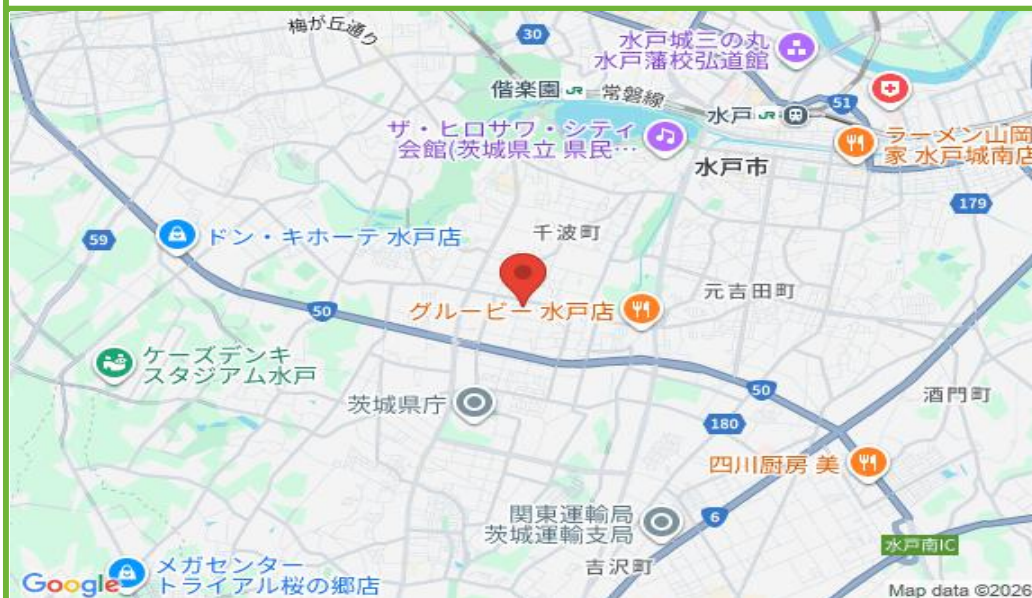 梅が丘通り
30
水戸城三の丸
水戸藩校弘道館
偕楽園 JR 常磐線
水戸 JR
51
ザ・ヒロサワ・シティ
会館(茨城県立 県民…
ラーメン山岡
家 水戸城南店
水戸市
179
59
ドン・キホーテ 水戸店
千波町
元吉田町
グルービー 水戸店
50
ケーズデンキ
スタジアム水戸
茨城県庁
50
酒門町
180
四川厨房 美
関東運輸局
茨城運輸支局
6
水戸南IC
吉沢町
メガセンター
トライアル桜の郷店
Google
Map data ©2026